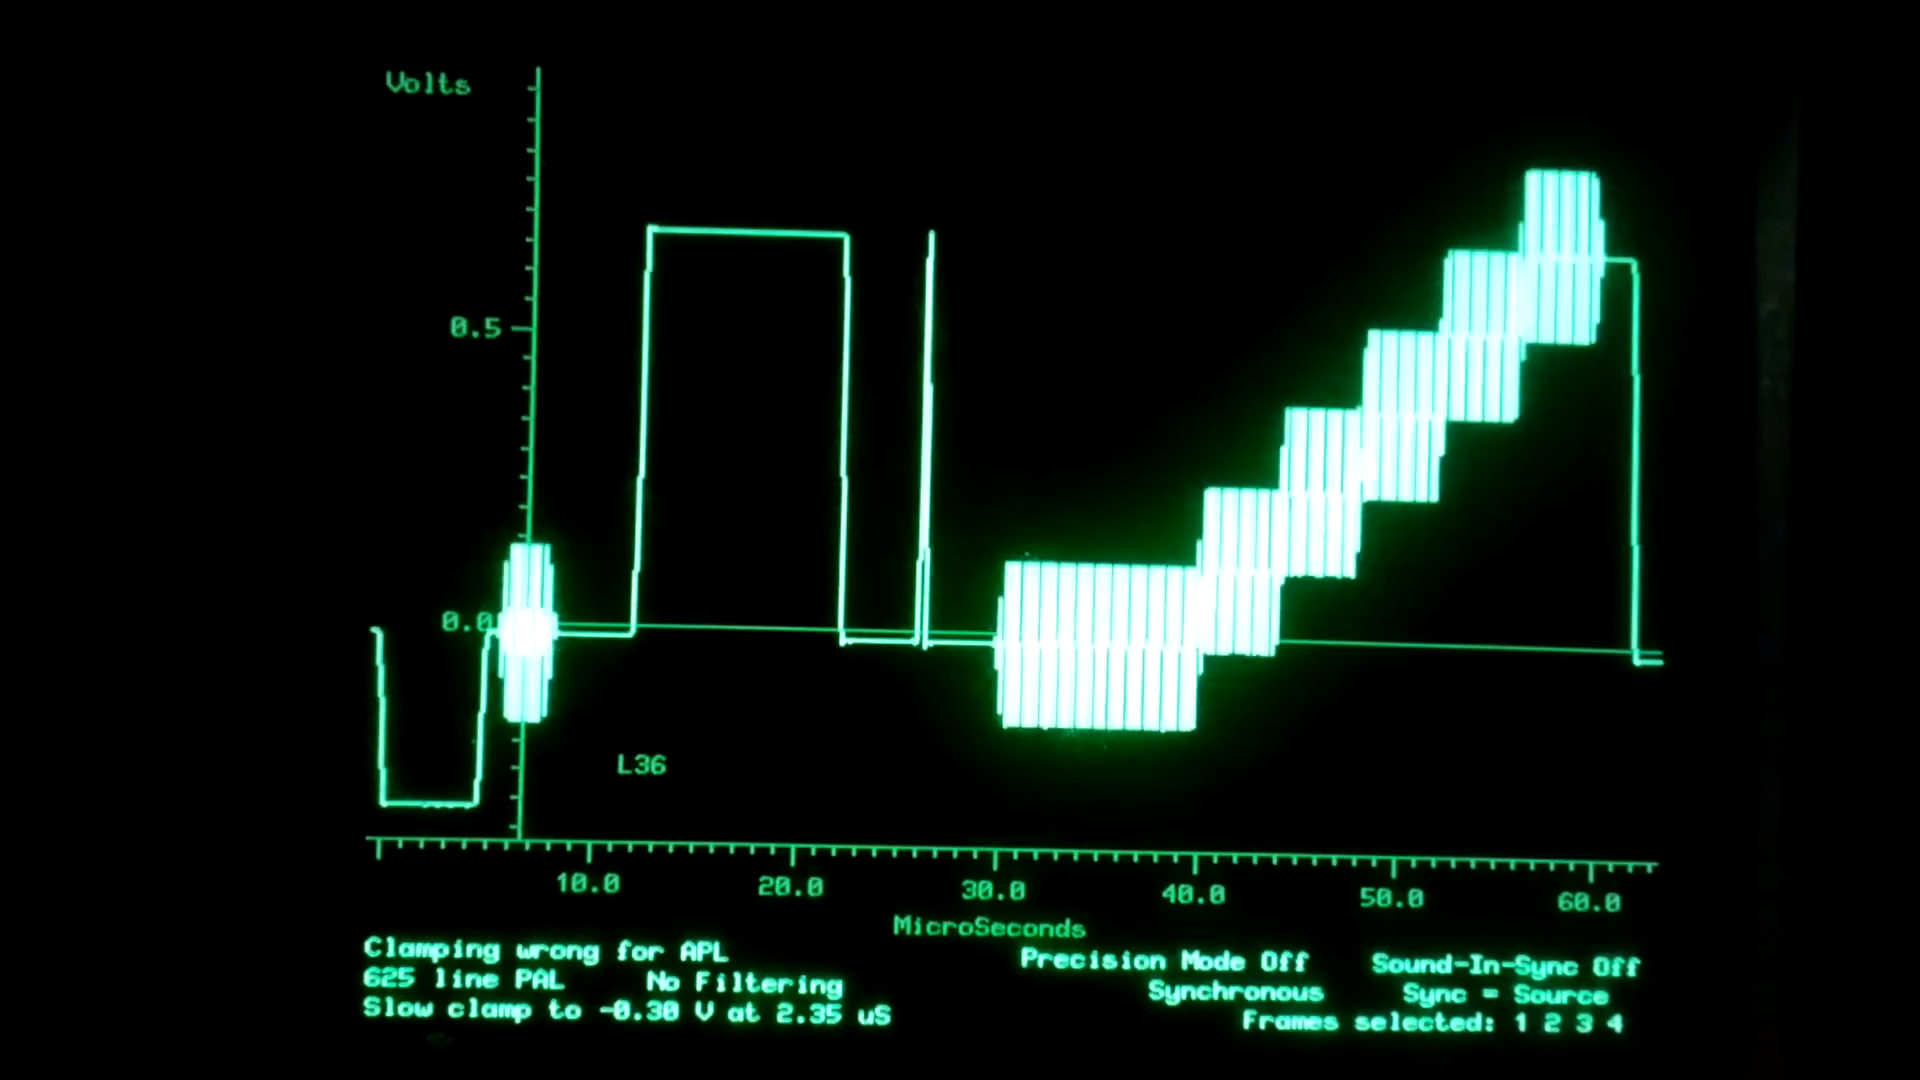 Volts
0.5
0.0
L36
10.0 20.0 30.0 40.0 50.0 60.0
MicroSeconds
Clamping wrong for APL
625 line PAL No Filtering
Slow clamp to -0.30 V at 2.35 uS
Precision Mode Off Sound-In-Sync Off
Synchronous Sync = Source
Frames selected: 1 2 3 4